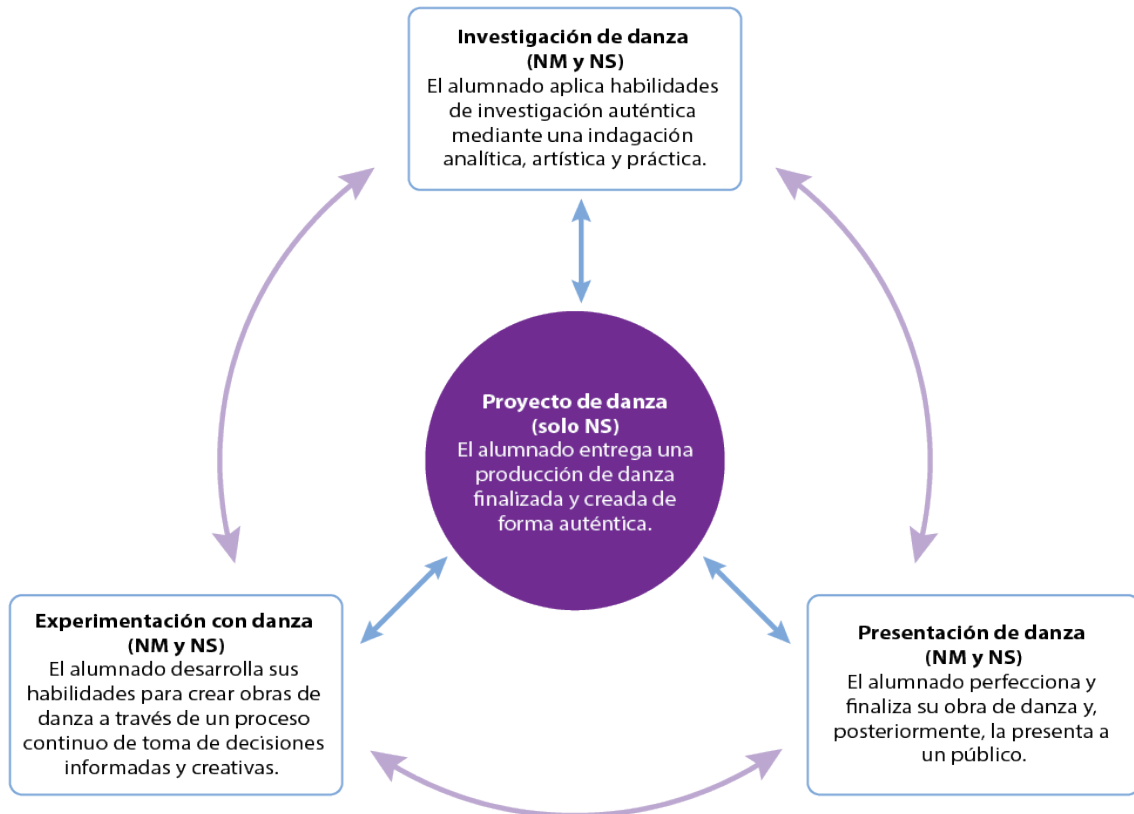 Investigación de danza
(NM y NS)
El alumnado aplica habilidades
de investigación auténtica
mediante una indagación
analítica, artística y práctica.
Proyecto de danza
(solo NS)
El alumnado entrega una
producción de danza
finalizada y creada de
forma auténtica.
Experimentación con danza
(NM y NS)
El alumnado desarrolla sus
habilidades para crear obras de
danza a través de un proceso
continuo de toma de decisiones
informadas y creativas.
Presentación de danza
(NM y NS)
El alumnado perfecciona y
finaliza su obra de danza y,
posteriormente, la presenta a
un público.